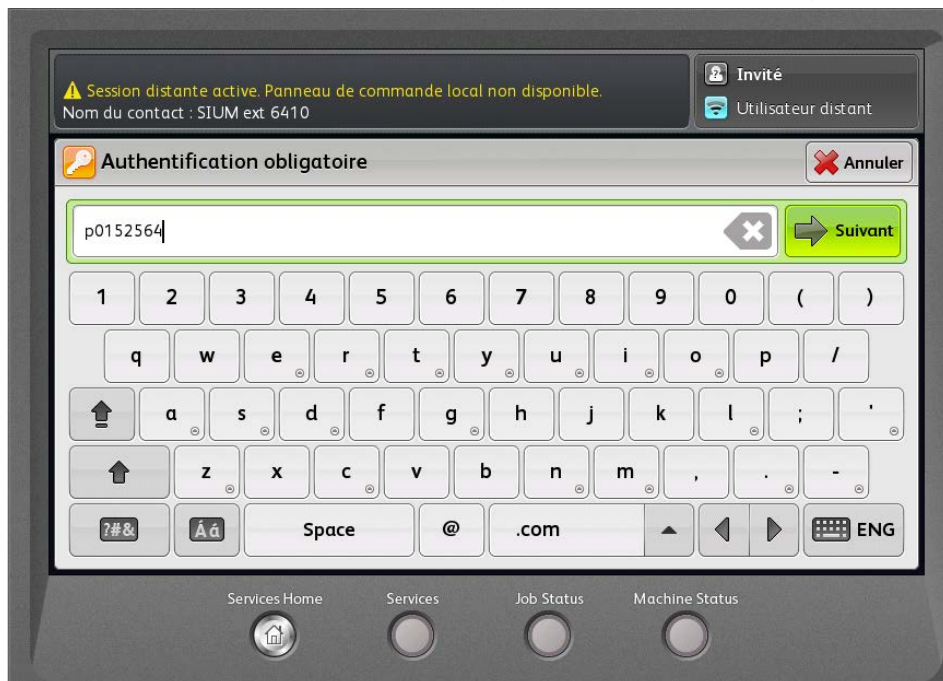 Session distante active. Panneau de commande local non disponible.
Nom du contact : SIUM ext 6410
Invité
Utilisateur distant
Authentification obligatoire
Annuler
p0152564
Suivant
1 2 3 4 5 6 7 8 9 0 ( )
q w e r t y u i o p /
a s d f g h j k l ; '
z x c v b n m , . -
?#& Áá Space @ .com ENG
Services Home Services Job Status Machine Status